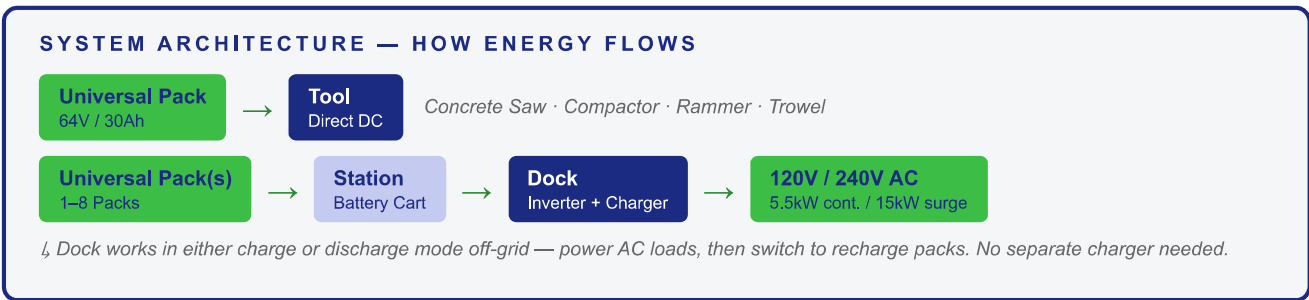 SYSTEM ARCHITECTURE — HOW ENERGY FLOWS
Universal Pack
64V / 30Ah
→
Tool
Direct DC
Concrete Saw · Compactor · Rammer · Trowel
Universal Pack(s)
1–8 Packs
→
Station
Battery Cart
→
Dock
Inverter + Charger
→
120V / 240V AC
5.5kW cont. / 15kW surge
↳ Dock works in either charge or discharge mode off-grid — power AC loads, then switch to recharge packs. No separate charger needed.